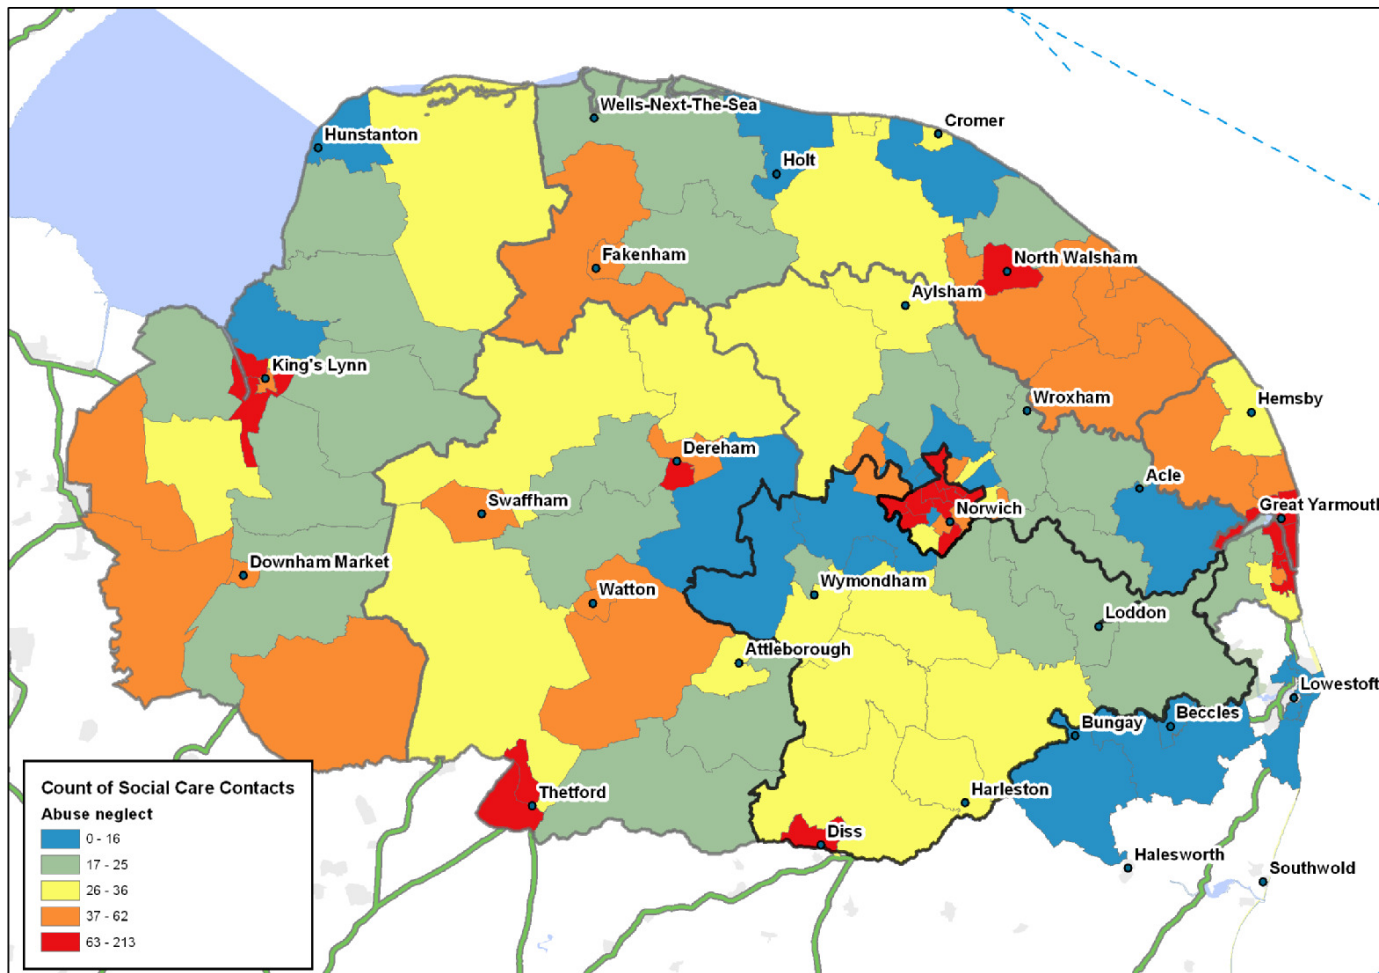 Wells-Next-The-Sea
Cromer
Hunstanton
Holt
Fakenham
North Walsham
Aylsham
King's Lynn
Wroxham
Hemsby
Dereham
Acle
Swaffham
Norwich
Great Yarmouth
Downham Market
Watton
Wymondham
Loddon
Attleborough
Lowestoft
Bungay
Beccles
Thetford
Harleston
Diss
Halesworth
Southwold
Count of Social Care Contacts
Abuse neglect
0 - 16
17 - 25
26 - 36
37 - 62
63 - 213